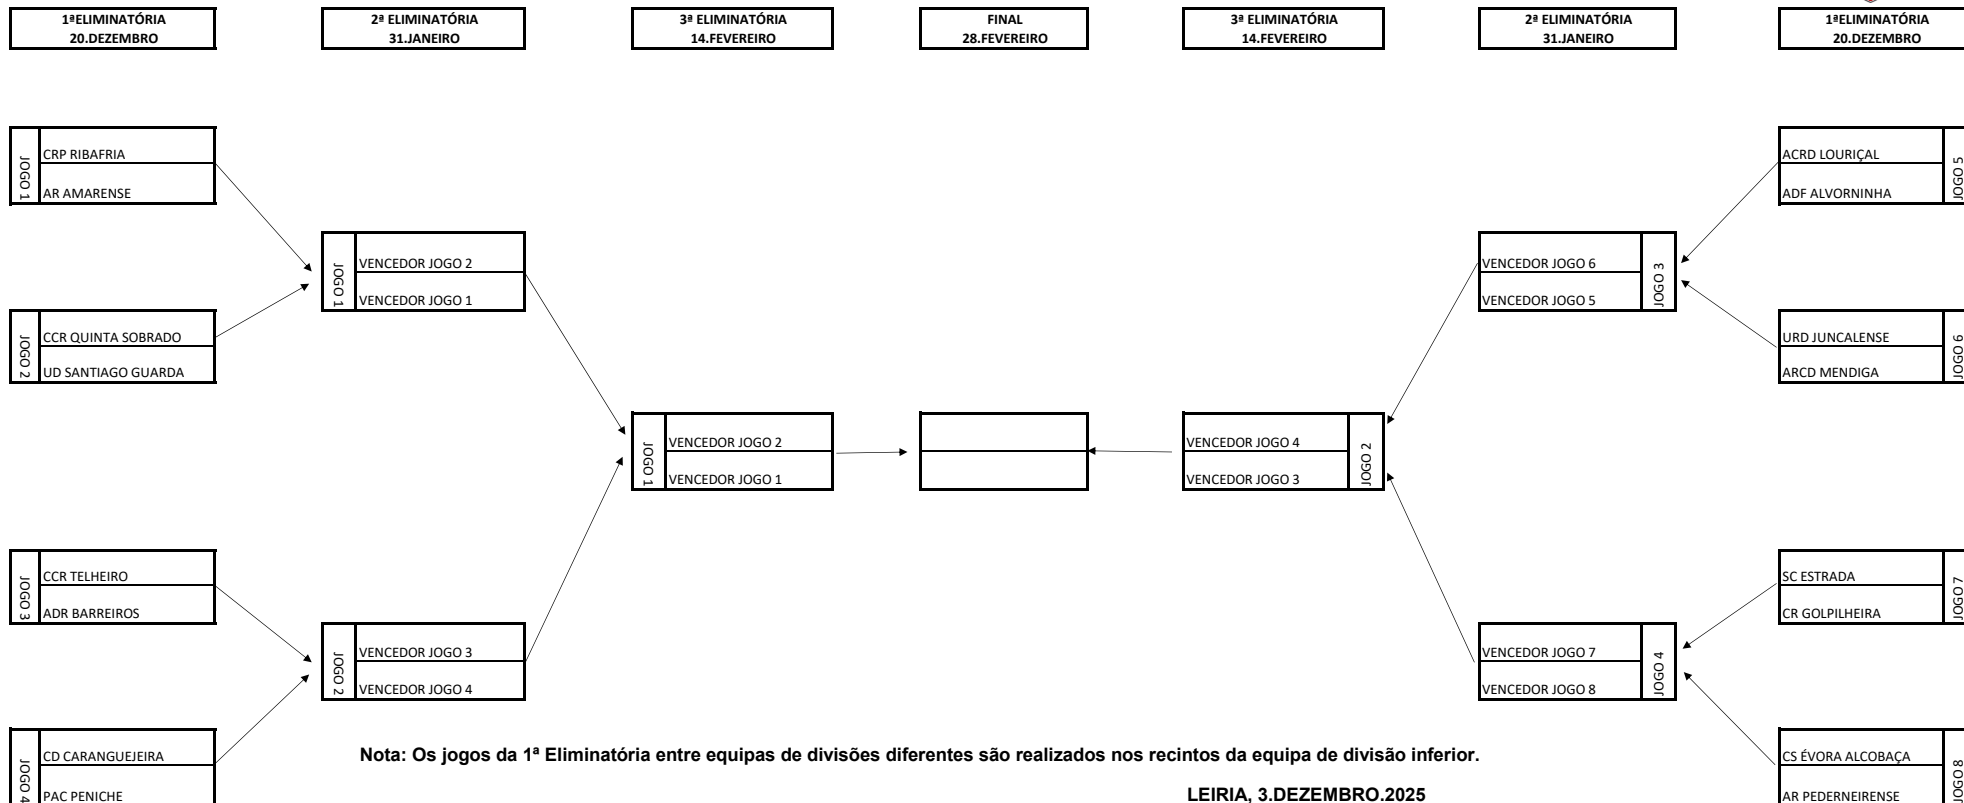 1ªELIMINATÓRIA
20.DEZEMBRO
2ª ELIMINATÓRIA
31.JANEIRO
3ª ELIMINATÓRIA
14.FEVEREIRO
FINAL
28.FEVEREIRO
3ª ELIMINATÓRIA
14.FEVEREIRO
2ª ELIMINATÓRIA
31.JANEIRO
1ªELIMINATÓRIA
20.DEZEMBRO
JOGO 1
CRP RIBAFRIA
AR AMARENSE
JOGO 2
CCR QUINTA SOBRADO
UD SANTIAGO GUARDA
JOGO 3
CCR TELHEIRO
ADR BARREIROS
JOGO 4
CD CARANGUEJEIRA
PAC PENICHE
JOGO 1
VENCEDOR JOGO 2
VENCEDOR JOGO 1
JOGO 2
VENCEDOR JOGO 3
VENCEDOR JOGO 4
JOGO 1
VENCEDOR JOGO 2
VENCEDOR JOGO 1
VENCEDOR JOGO 4
VENCEDOR JOGO 3
JOGO 2
VENCEDOR JOGO 6
VENCEDOR JOGO 5
JOGO 3
VENCEDOR JOGO 7
VENCEDOR JOGO 8
JOGO 4
ACRD LOURIÇAL
ADF ALVORNINHA
JOGO 5
URD JUNCALENSE
ARCD MENDIGA
JOGO 6
SC ESTRADA
CR GOLPILHEIRA
JOGO 7
CS ÉVORA ALCOBAÇA
AR PEDERNEIRENSE
JOGO 8
Nota: Os jogos da 1ª Eliminatória entre equipas de divisões diferentes são realizados nos recintos da equipa de divisão inferior.
LEIRIA, 3.DEZEMBRO.2025